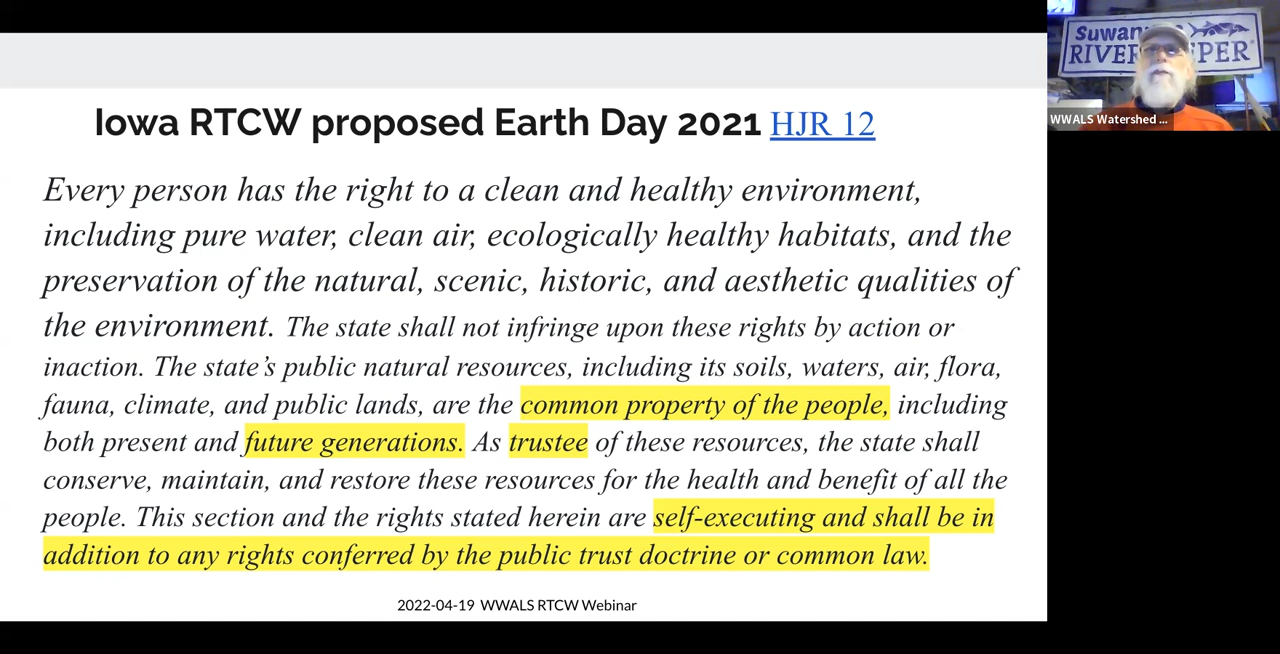 Iowa RTCW proposed Earth Day 2021 HJR 12
Every person has the right to a clean and healthy environment,
including pure water, clean air, ecologically healthy habitats, and the
preservation of the natural, scenic, historic, and aesthetic qualities of
the environment. The state shall not infringe upon these rights by action or
inaction. The state’s public natural resources, including its soils, waters, air, flora,
fauna, climate, and public lands, are the common property of the people, including
both present and future generations. As trustee of these resources, the state shall
conserve, maintain, and restore these resources for the health and benefit of all the
people. This section and the rights stated herein are self-executing and shall be in
addition to any rights conferred by the public trust doctrine or common law.
2022-04-19 WWALS RTCW Webinar
WWALS Watershed ...